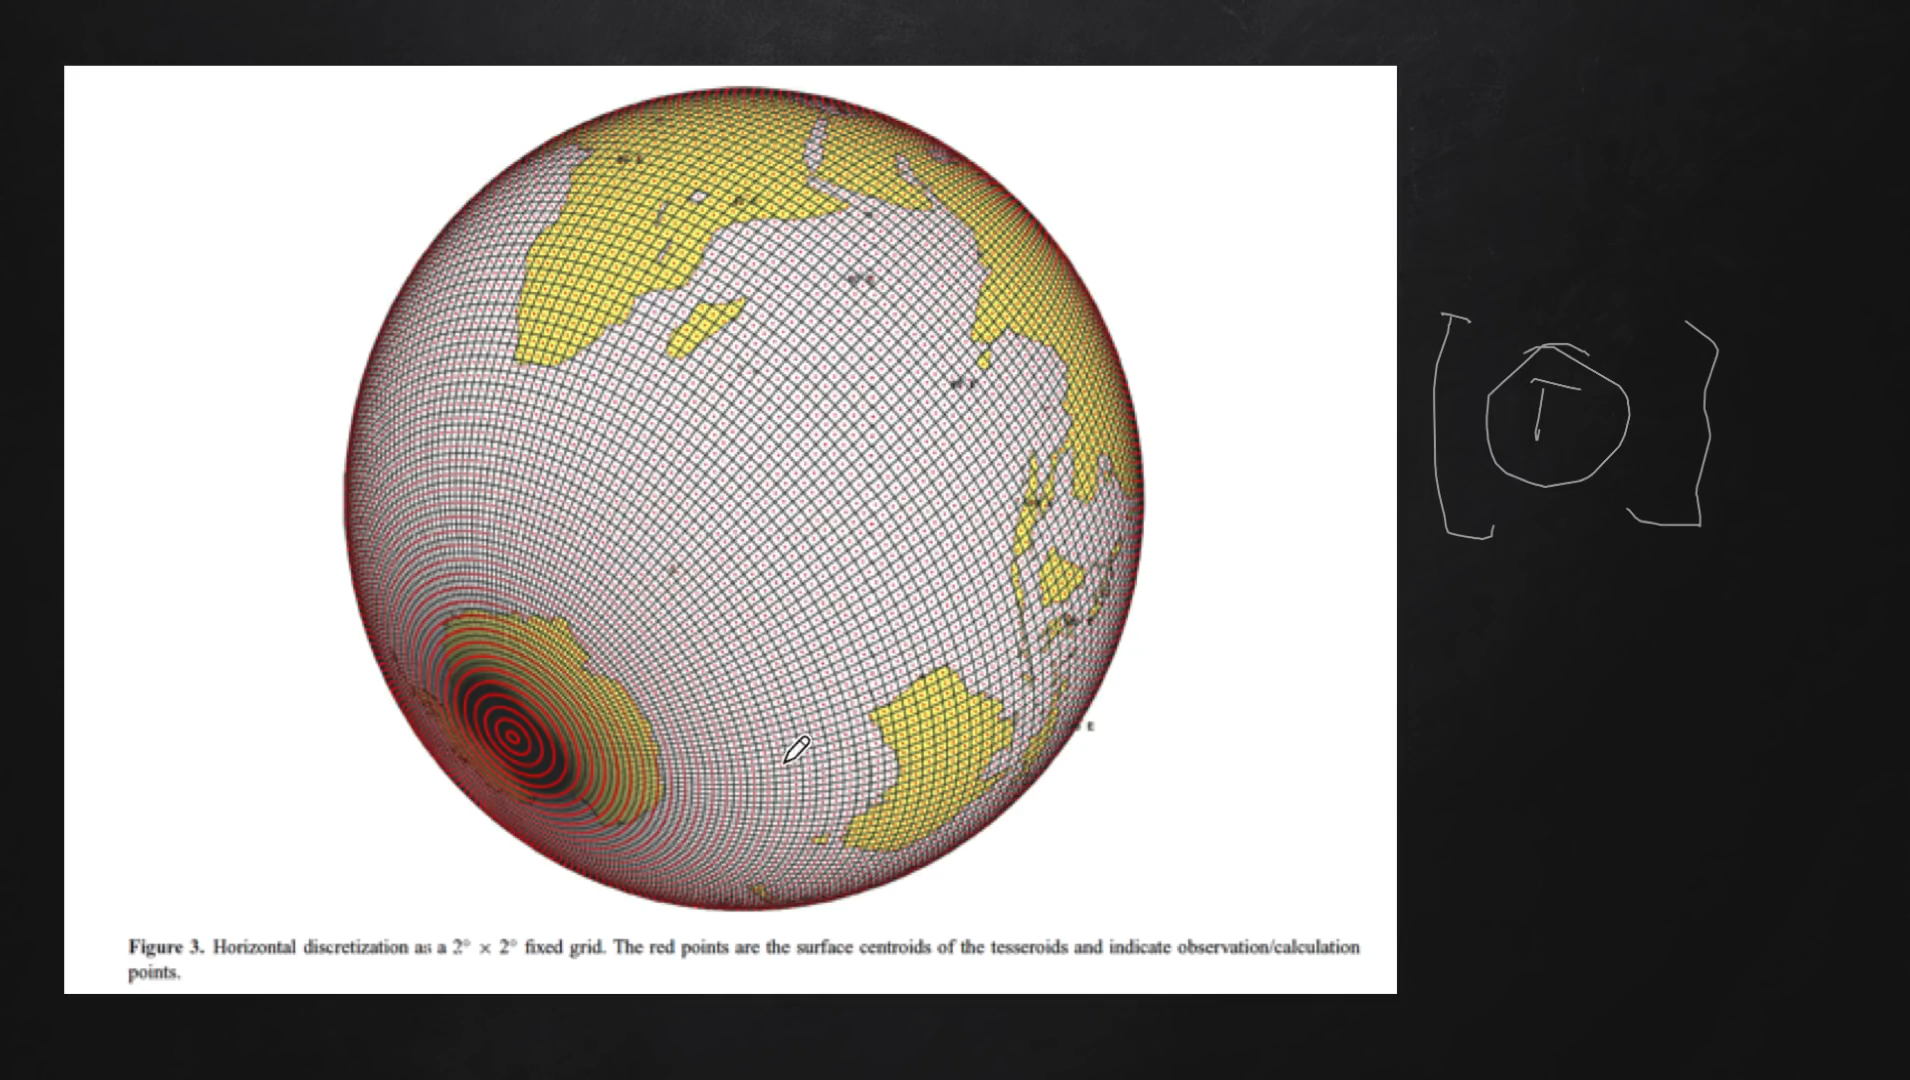 T
Figure 3. Horizontal discretization as a 2° × 2° fixed grid. The red points are the surface centroids of the tesseroids and indicate observation/calculation
points.